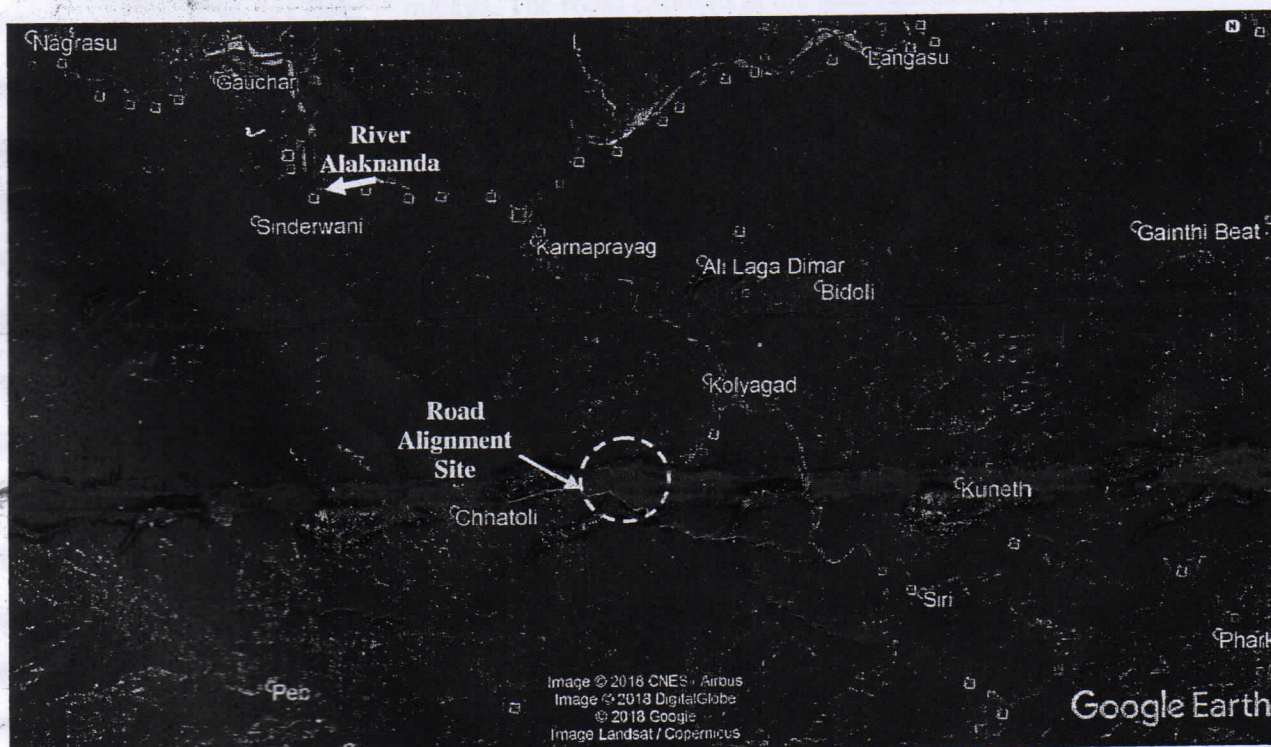 Nagrasu
N
Langasu
Gauchar
River
Alaknanda
Sinderwani
Karnaprayag
Gainthi Beat
Ali Laga Dimar
Bidoli
Kolyagad
Road
Alignment
Site
Kuneth
Chhatoli
Siri
Phark
Peo
Image © 2018 CNES / Airbus
Image © 2018 DigitalGlobe
© 2018 Google
Image Landsat / Copernicus
Google Earth